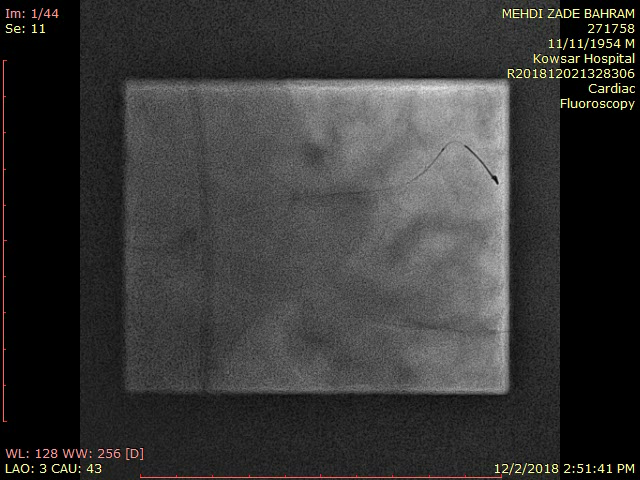 Im: 1/44
Se: 11
MEHDI ZADE BAHRAM
271758
11/11/1954 M
Kowsar Hospital
R201812021328306
Cardiac
Fluoroscopy
WL: 128 WW: 256 [D]
LAO: 3 CAU: 43
12/2/2018 2:51:41 PM